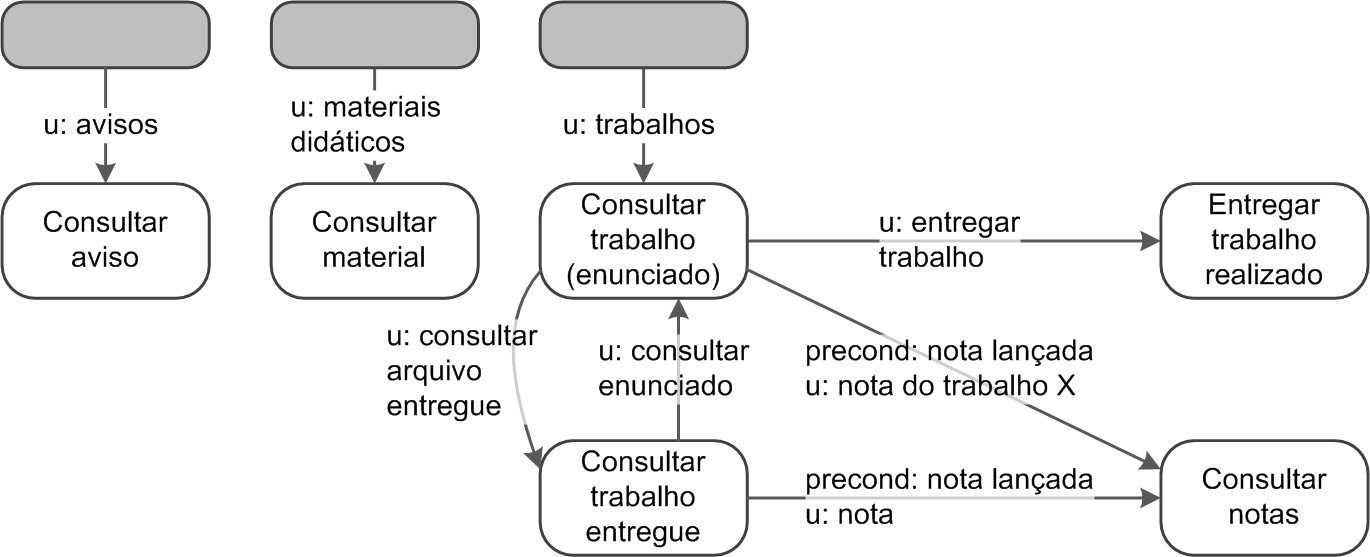 u: avisos
u: materiais
didáticos
u: trabalhos
Consultar
aviso
Consultar
material
Consultar
trabalho
(enunciado)
u: entregar
trabalho
Entregar
trabalho
realizado
u: consultar
arquivo
entregue
u: consultar
enunciado
precond: nota lançada
u: nota do trabalho X
Consultar
trabalho
entregue
precond: nota lançada
u: nota
Consultar
notas